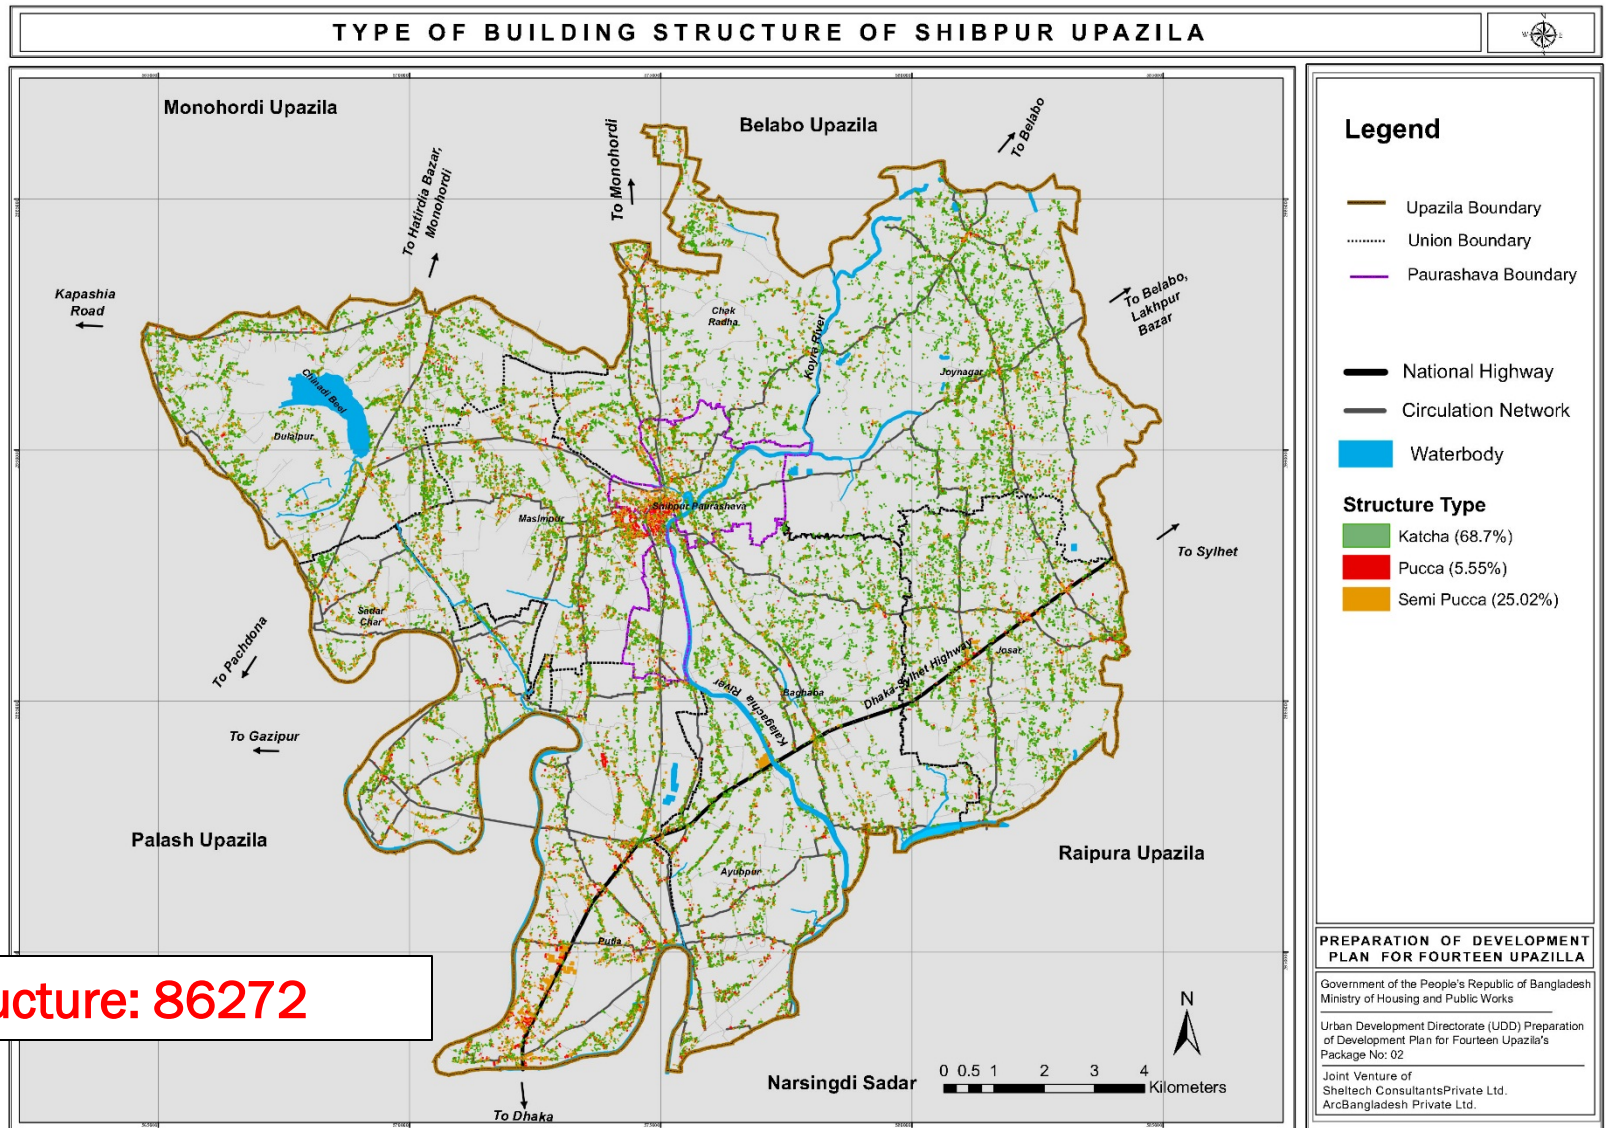 TYPE OF BUILDING STRUCTURE OF SHIBPUR UPAZILA
N
W
E
Monohordi Upazila
Belabo Upazila
To Belabo
To Monohordi
To Hatirdia Bazar,
Monohordi
Kapashia
Road
To Belabo,
Lakhpur
Bazar
Chak
Radha
Koyra River
Joynagar
Chinadi Beel
Dulalpur
Masimpur
Shibpur Paurashava
To Sylhet
Sadar
Char
To Pachdona
Josar
Dhaka-Sylhet Highway
Baghaba
Kalagachia River
To Gazipur
Palash Upazila
Raipura Upazila
Ayubpur
Putia
ucture: 86272
Narsingdi Sadar
To Dhaka
N
0 0.5 1 2 3 4
Kilometers
Legend
Upazila Boundary
Union Boundary
Paurashava Boundary
National Highway
Circulation Network
Waterbody
Structure Type
Katcha (68.7%)
Pucca (5.55%)
Semi Pucca (25.02%)
PREPARATION OF DEVELOPMENT
PLAN FOR FOURTEEN UPAZILLA
Government of the People's Republic of Bangladesh
Ministry of Housing and Public Works
Urban Development Directorate (UDD) Preparation
of Development Plan for Fourteen Upazila's
Package No: 02
Joint Venture of
Sheltech ConsultantsPrivate Ltd.
ArcBangladesh Private Ltd.